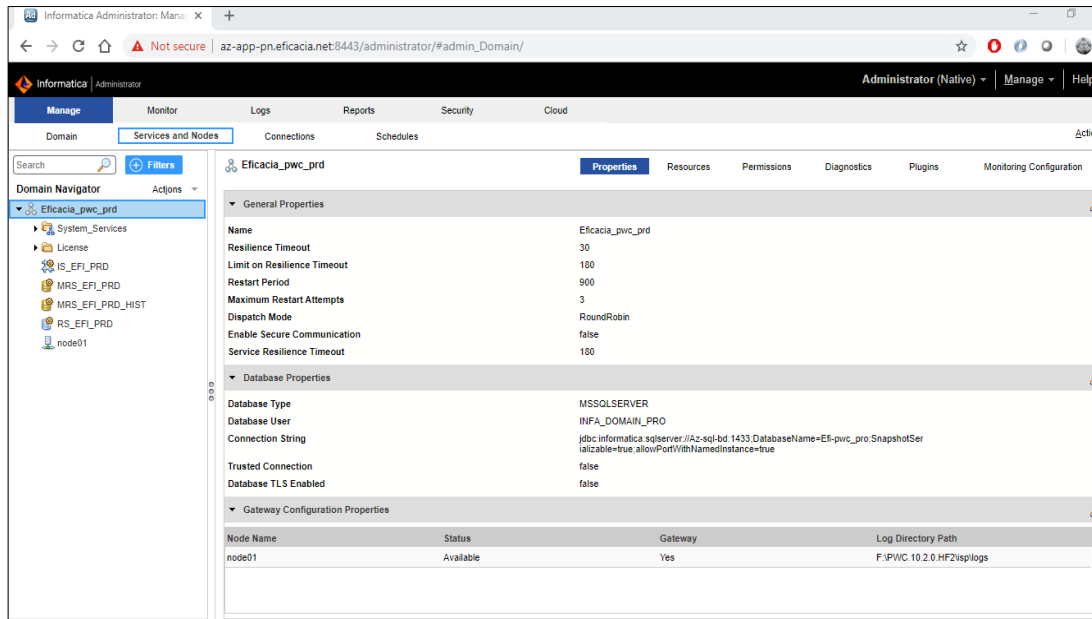 Informatica Administrator: Mana
Not secure az-app-pn.eficacia.net:8443/administrator/#admin_Domain/
Informatica Administrator
Administrator (Native) Manage Help
Manage Monitor Logs Reports Security Cloud
Domain Services and Nodes Connections Schedules Acti
Search Filters
Domain Navigator Actions
Eficacia_pwc_prd
System_Services
License
IS_EFI_PRD
MRS_EFI_PRD
MRS_EFI_PRD_HIST
RS_EFI_PRD
node01
Eficacia_pwc_prd Properties Resources Permissions Diagnostics Plugins Monitoring Configuration
General Properties
Name Eficacia_pwc_prd
Resilience Timeout 30
Limit on Resilience Timeout 180
Restart Period 900
Maximum Restart Attempts 3
Dispatch Mode RoundRobin
Enable Secure Communication false
Service Resilience Timeout 180
Database Properties
Database Type MSSQLSERVER
Database User INFA_DOMAIN_PRO
Connection String jdbc:informatica:sqlserver://Az-sql-bd:1433;DatabaseName=Efi-pwc_pro;SnapshotSer
ializable=true;allowPortWithNamedInstance=true
Trusted Connection false
Database TLS Enabled false
Gateway Configuration Properties
Node Name Status Gateway Log Directory Path
node01 Available Yes F:\PWC.10.2.0.HF2\isp\logs